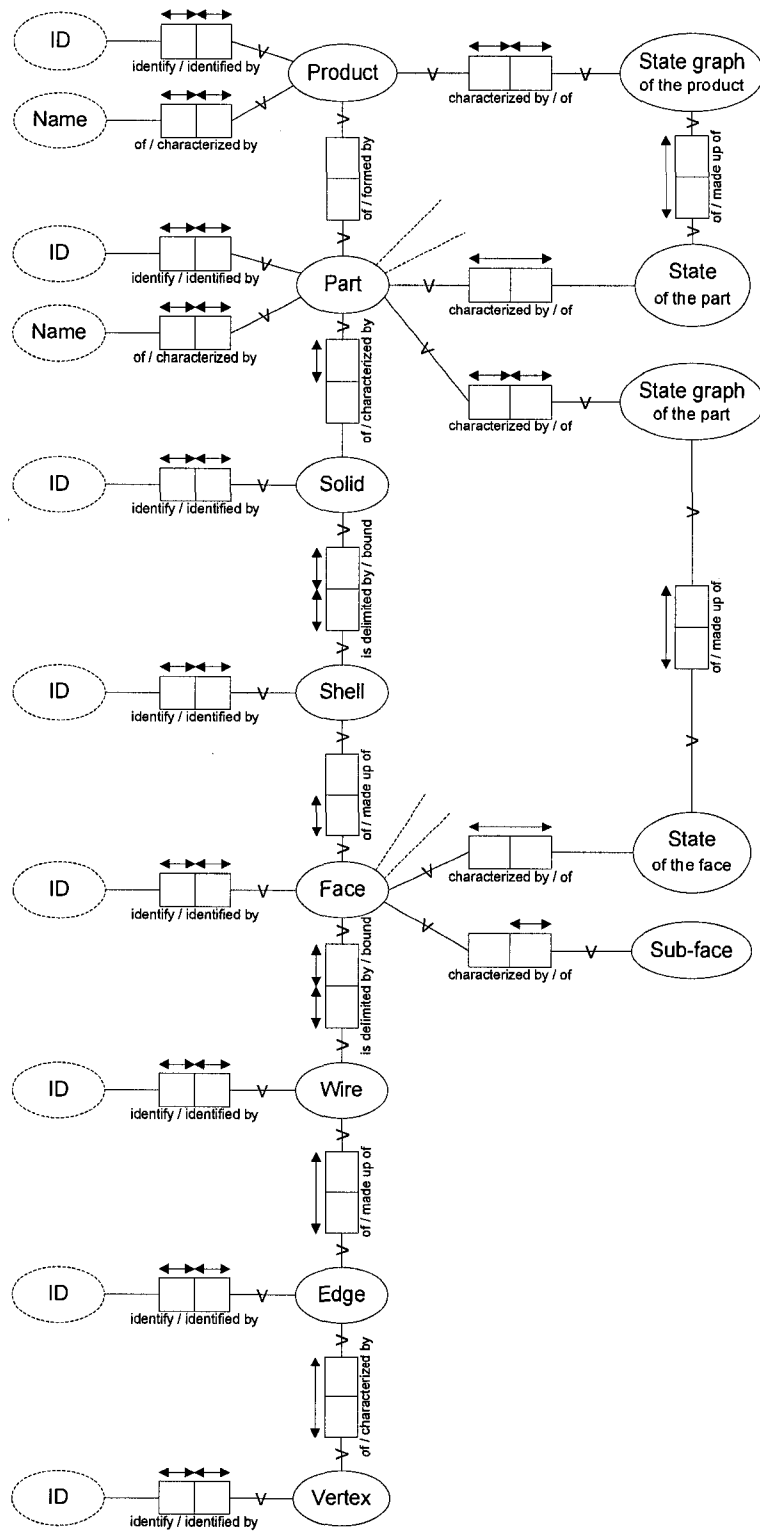 ID
identify / identified by
Product
characterized by / of
State graph
of the product
Name
of / characterized by
of / formed by
of / made up of
ID
identify / identified by
Part
characterized by / of
State
of the part
Name
of / characterized by
of / characterized by
characterized by / of
State graph
of the part
ID
identify / identified by
Solid
is delimited by / bound
of / made up of
ID
identify / identified by
Shell
of / made up of
ID
identify / identified by
Face
characterized by / of
State
of the face
is delimited by / bound
characterized by / of
Sub-face
ID
identify / identified by
Wire
of / made up of
ID
identify / identified by
Edge
of / characterized by
ID
identify / identified by
Vertex